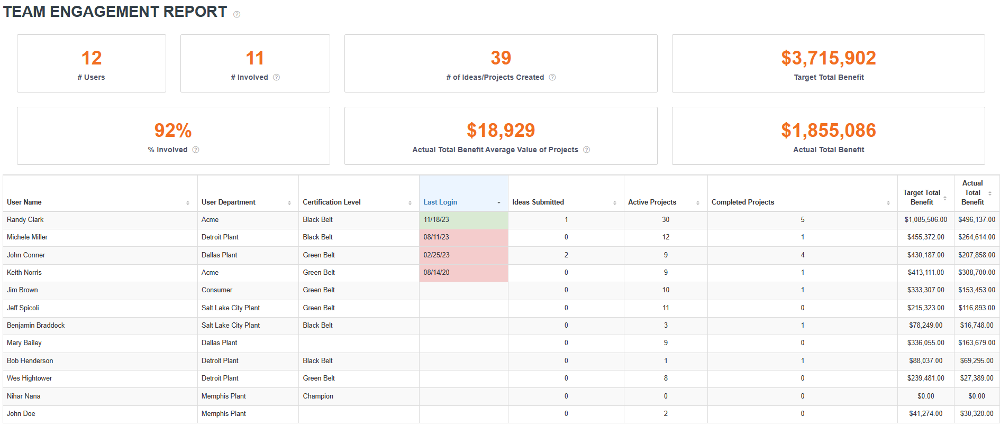 TEAM ENGAGEMENT REPORT ?
12
# Users
11
# Involved ?
39
# of Ideas/Projects Created ?
$3,715,902
Target Total Benefit
92%
% Involved ?
$18,929
Actual Total Benefit Average Value of Projects ?
$1,855,086
Actual Total Benefit
User Name User Department Certification Level Last Login Ideas Submitted Active Projects Completed Projects Target Total Benefit Actual Total Benefit
Randy Clark Acme Black Belt 11/18/23 1 30 5 $1,085,506.00 $496,137.00
Michele Miller Detroit Plant Black Belt 08/11/23 0 12 1 $455,372.00 $264,614.00
John Conner Dallas Plant Green Belt 02/25/23 2 9 4 $430,187.00 $207,858.00
Keith Norris Acme Green Belt 08/14/20 0 9 1 $413,111.00 $308,700.00
Jim Brown Consumer Green Belt 0 10 1 $333,307.00 $153,453.00
Jeff Spicoli Salt Lake City Plant Green Belt 0 11 0 $215,323.00 $116,893.00
Benjamin Braddock Salt Lake City Plant Black Belt 0 3 1 $78,249.00 $16,748.00
Mary Bailey Dallas Plant 0 9 0 $336,055.00 $163,679.00
Bob Henderson Detroit Plant Black Belt 0 1 1 $88,037.00 $69,295.00
Wes Hightower Detroit Plant Green Belt 0 8 0 $239,481.00 $27,389.00
Nihar Nana Memphis Plant Champion 0 0 0 $0.00 $0.00
John Doe Memphis Plant 0 2 0 $41,274.00 $30,320.00